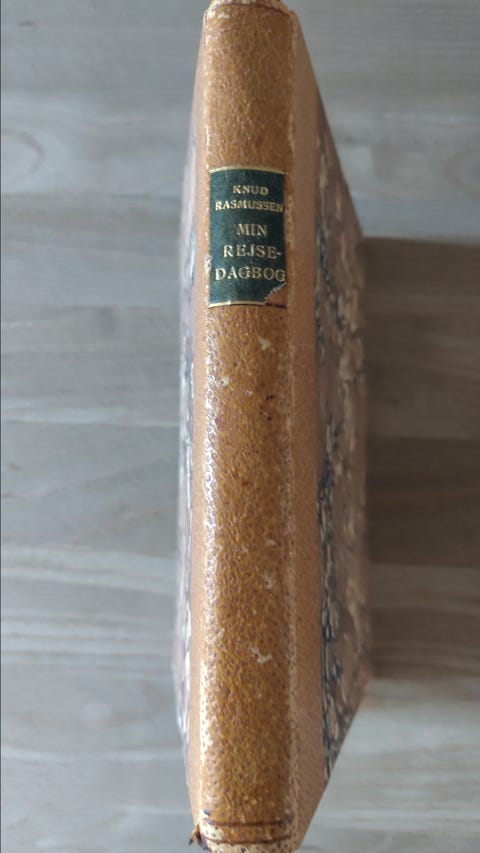 KNUD
RASMUSSEN
MIN
REJSE-
DAGBOG